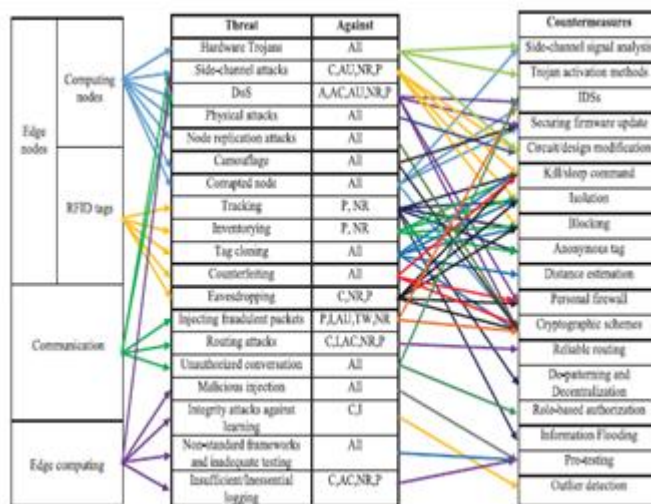 Threat
Against
Countermeasures
Edge
nodes
Computing
nodes
RFID tags
Communication
Edge computing
Hardware Trojans
All
Side-channel attacks
C,AU,NR,P
DoS
A,AC,AU,NR,P
Physical attacks
All
Node replication attacks
All
Camouflage
All
Corrupted node
All
Tracking
P, NR
Inventorying
P, NR
Tag cloning
All
Counterfeiting
All
Eavesdropping
C,NR,P
Injecting fraudulent packets
P,I,AU,TW,NR
Routing attacks
C,I,AC,NR,P
Unauthorized conversation
All
Malicious injection
All
Integrity attacks against
learning
C,I
Non-standard frameworks
and inadequate testing
All
Insufficient/Inessential
logging
C,AC,NR,P
Side-channel signal analysis
Trojan activation methods
IDSs
Securing firmware update
Circuit/design modification
Kill/sleep command
Isolation
Blocking
Anonymous tag
Distance estimation
Personal firewall
Cryptographic schemes
Reliable routing
De-patterning and
Decentralization
Role-based authorization
Information Flooding
Pre-testing
Outlier detection